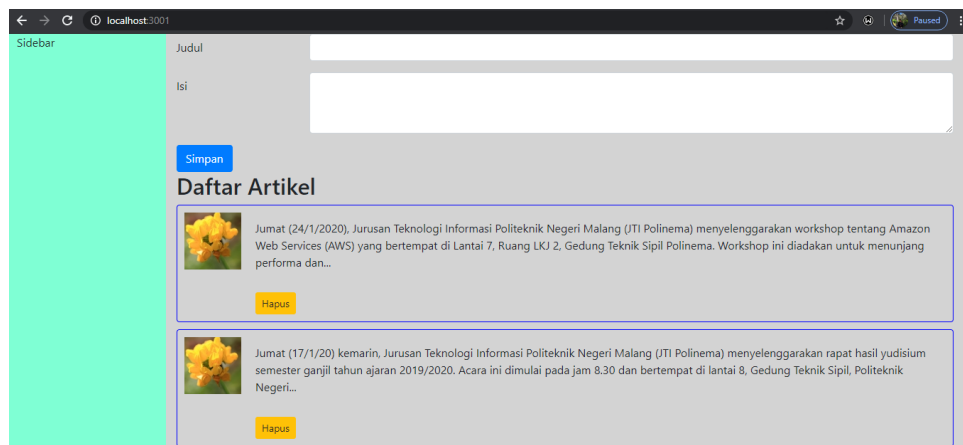 localhost:3001
Paused
Sidebar
Judul
Isi
Simpan
Daftar Artikel
Jumat (24/1/2020), Jurusan Teknologi Informasi Politeknik Negeri Malang (JTI Polinema) menyelenggarakan workshop tentang Amazon
Web Services (AWS) yang bertempat di Lantai 7, Ruang LKJ 2, Gedung Teknik Sipil Polinema. Workshop ini diadakan untuk menunjang
performa dan...
Hapus
Jumat (17/1/20) kemarin, Jurusan Teknologi Informasi Politeknik Negeri Malang (JTI Polinema) menyelenggarakan rapat hasil yudisium
semester ganjil tahun ajaran 2019/2020. Acara ini dimulai pada jam 8.30 dan bertempat di lantai 8, Gedung Teknik Sipil, Politeknik
Negeri...
Hapus